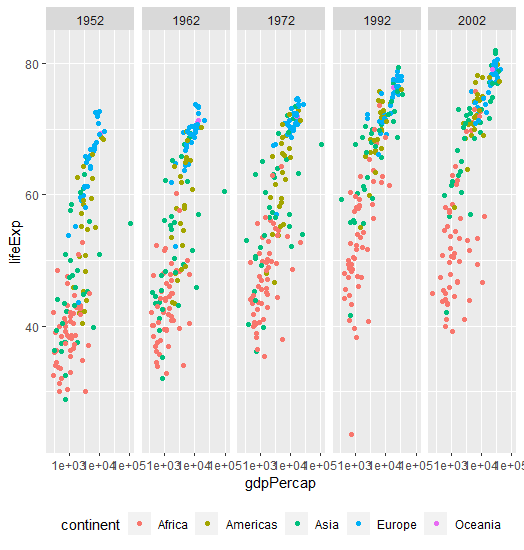 1952 1962 1972 1992 2002
80
60
40
lifeExp
1e+03 1e+04 1e+05 1e+03 1e+04 1e+05 1e+03 1e+04 1e+05 1e+03 1e+04 1e+05 1e+03 1e+04 1e+05
gdpPercap
continent Africa Americas Asia Europe Oceania